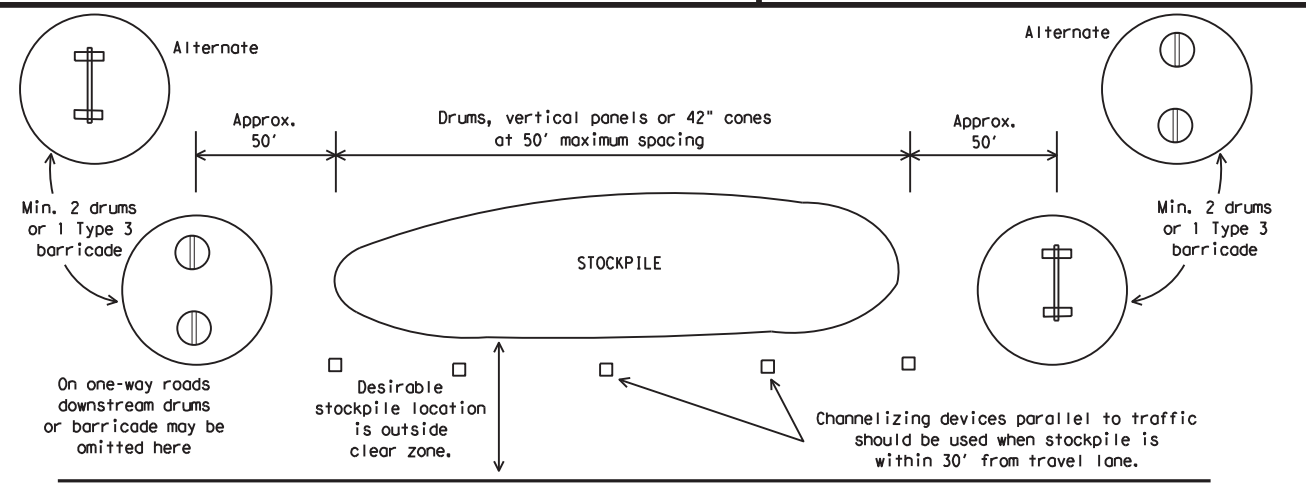 Alternate
Alternate
Approx.
50'
Drums, vertical panels or 42" cones
at 50' maximum spacing
Approx.
50'
Min. 2 drums
or 1 Type 3
barricade
Min. 2 drums
or 1 Type 3
barricade
STOCKPILE
On one-way roads
downstream drums
or barricade may be
omitted here
Desirable
stockpile location
is outside
clear zone.
Channelizing devices parallel to traffic
should be used when stockpile is
within 30' from travel lane.